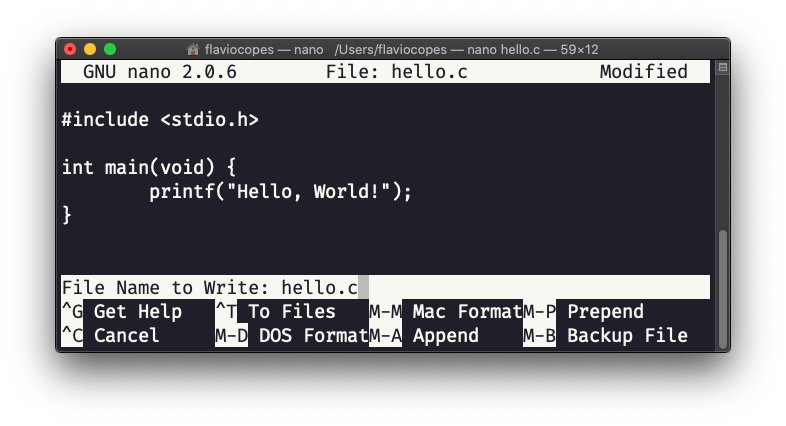 flaviocopes — nano /Users/flaviocopes — nano hello.c — 59×12
GNU nano 2.0.6 File: hello.c Modified
#include <stdio.h>
int main(void) {
printf("Hello, World!");
}
File Name to Write: hello.c
^G Get Help ^T To Files M-M Mac Format M-P Prepend
^C Cancel M-D DOS Format M-A Append M-B Backup File